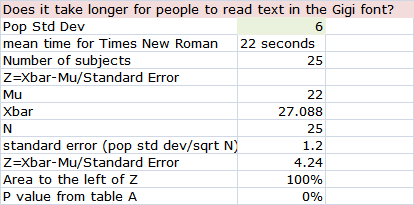 Does it take longer for people to read text in the Gigi font?
Pop Std Dev 6
mean time for Times New Roman 22 seconds
Number of subjects 25
Z=Xbar-Mu/Standard Error
Mu 22
Xbar 27.088
N 25
standard error (pop std dev/sqrt N) 1.2
Z=Xbar-Mu/Standard Error 4.24
Area to the left of Z 100%
P value from table A 0%